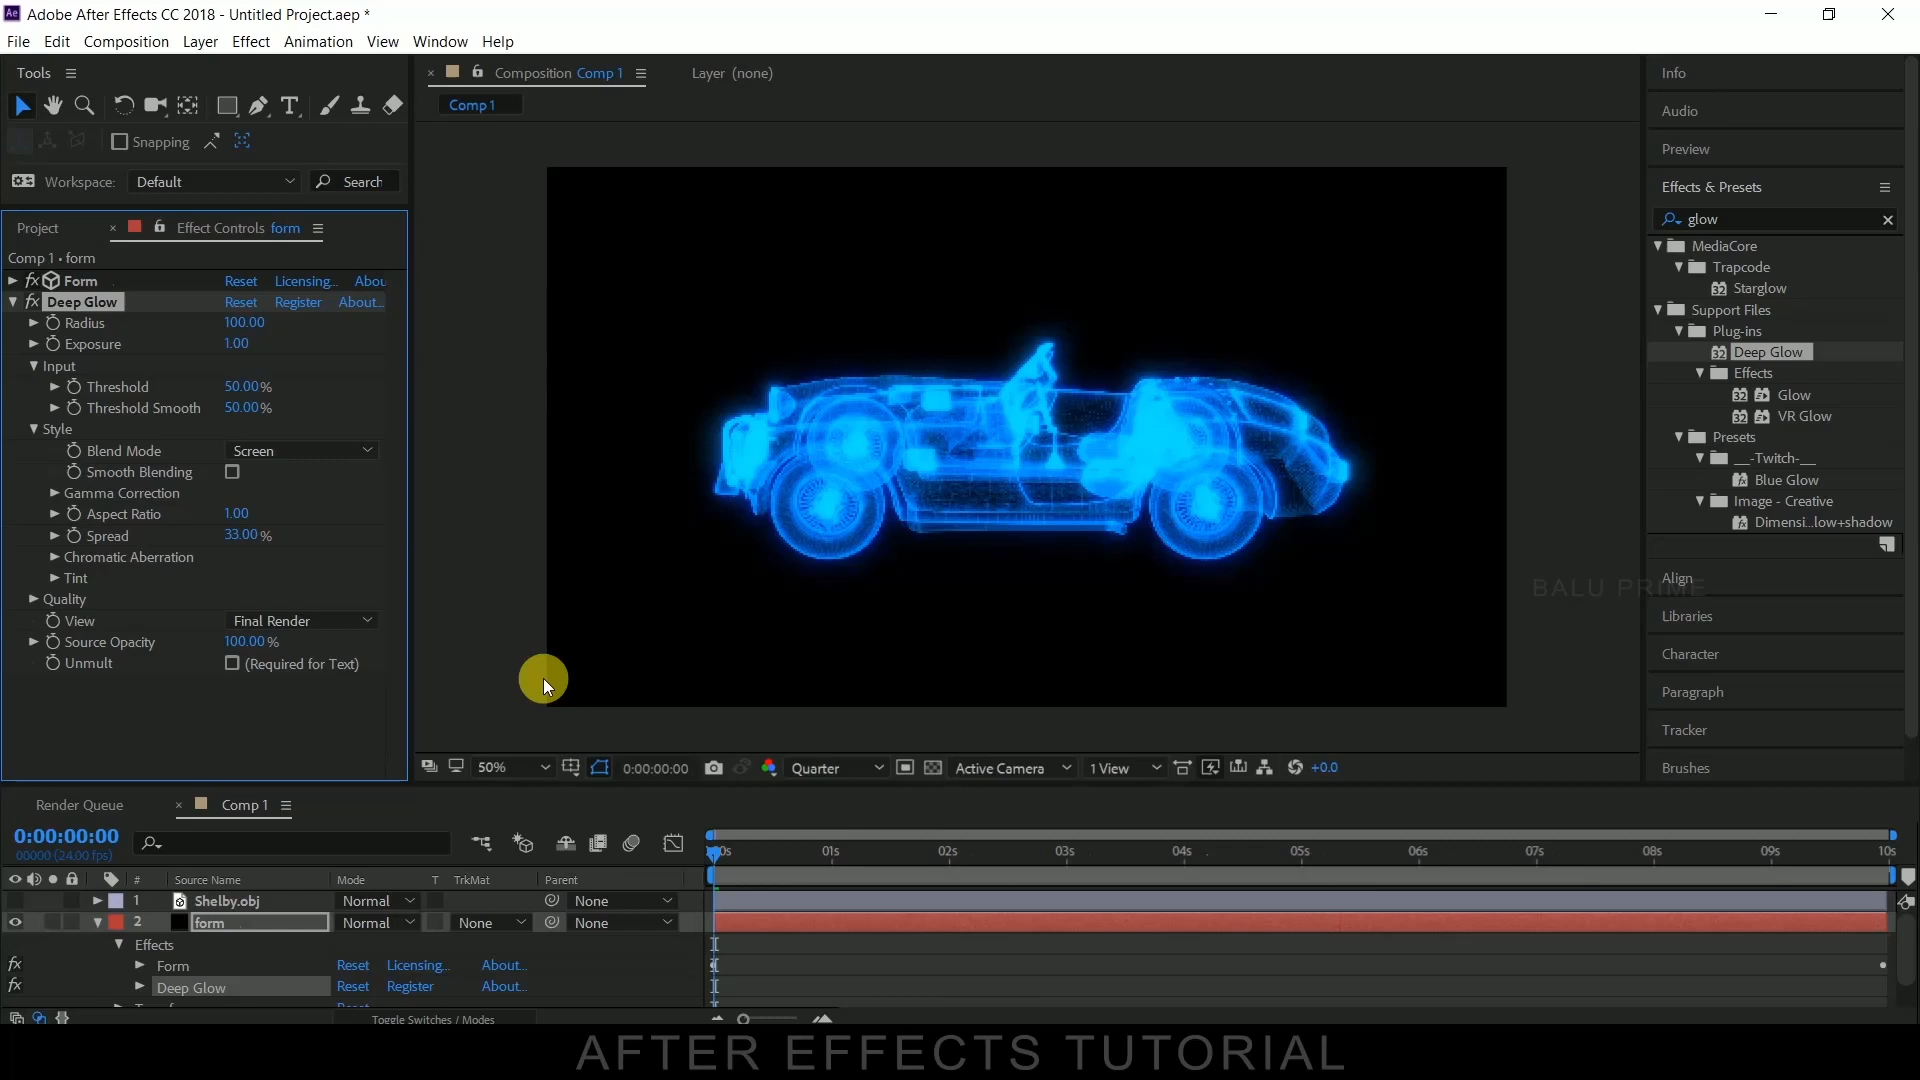 Adobe After Effects CC 2018 - Untitled Project.aep *
File Edit Composition Layer Effect Animation View Window Help
Tools
Snapping
Workspace: Default Search
Project
Effect Controls form
Comp 1 • form
Form Reset Licensing... Abou
Deep Glow Reset Register About...
Radius 100.00
Exposure 1.00
Input
Threshold 50.00%
Threshold Smooth 50.00%
Style
Blend Mode Screen
Smooth Blending
Gamma Correction
Aspect Ratio 1.00
Spread 33.00%
Chromatic Aberration
Tint
Quality
View Final Render
Source Opacity 100.00%
Unmult (Required for Text)
Composition Comp 1
Layer (none)
Comp 1
50% 0:00:00:00 Quarter Active Camera 1 View +0.0
Info
Audio
Preview
Effects & Presets
glow
MediaCore
Trapcode
32 Starglow
Support Files
Plug-ins
32 Deep Glow
Effects
32 Glow
32 VR Glow
Presets
__-Twitch-__
Blue Glow
Image - Creative
Dimensi...low+shadow
BALU PRIME
Align
Libraries
Character
Paragraph
Tracker
Brushes
Render Queue
Comp 1
0:00:00:00
00000 (24.00 fps)
0s 01s 02s 03s 04s 05s 06s 07s 08s 09s 10s
# Source Name Mode T TrkMat Parent
1 Shelby.obj Normal None
2 form Normal None None
Effects
fx Form Reset Licensing... About...
fx Deep Glow Reset Register About...
Toggle Switches / Modes
AFTER EFFECTS TUTORIAL